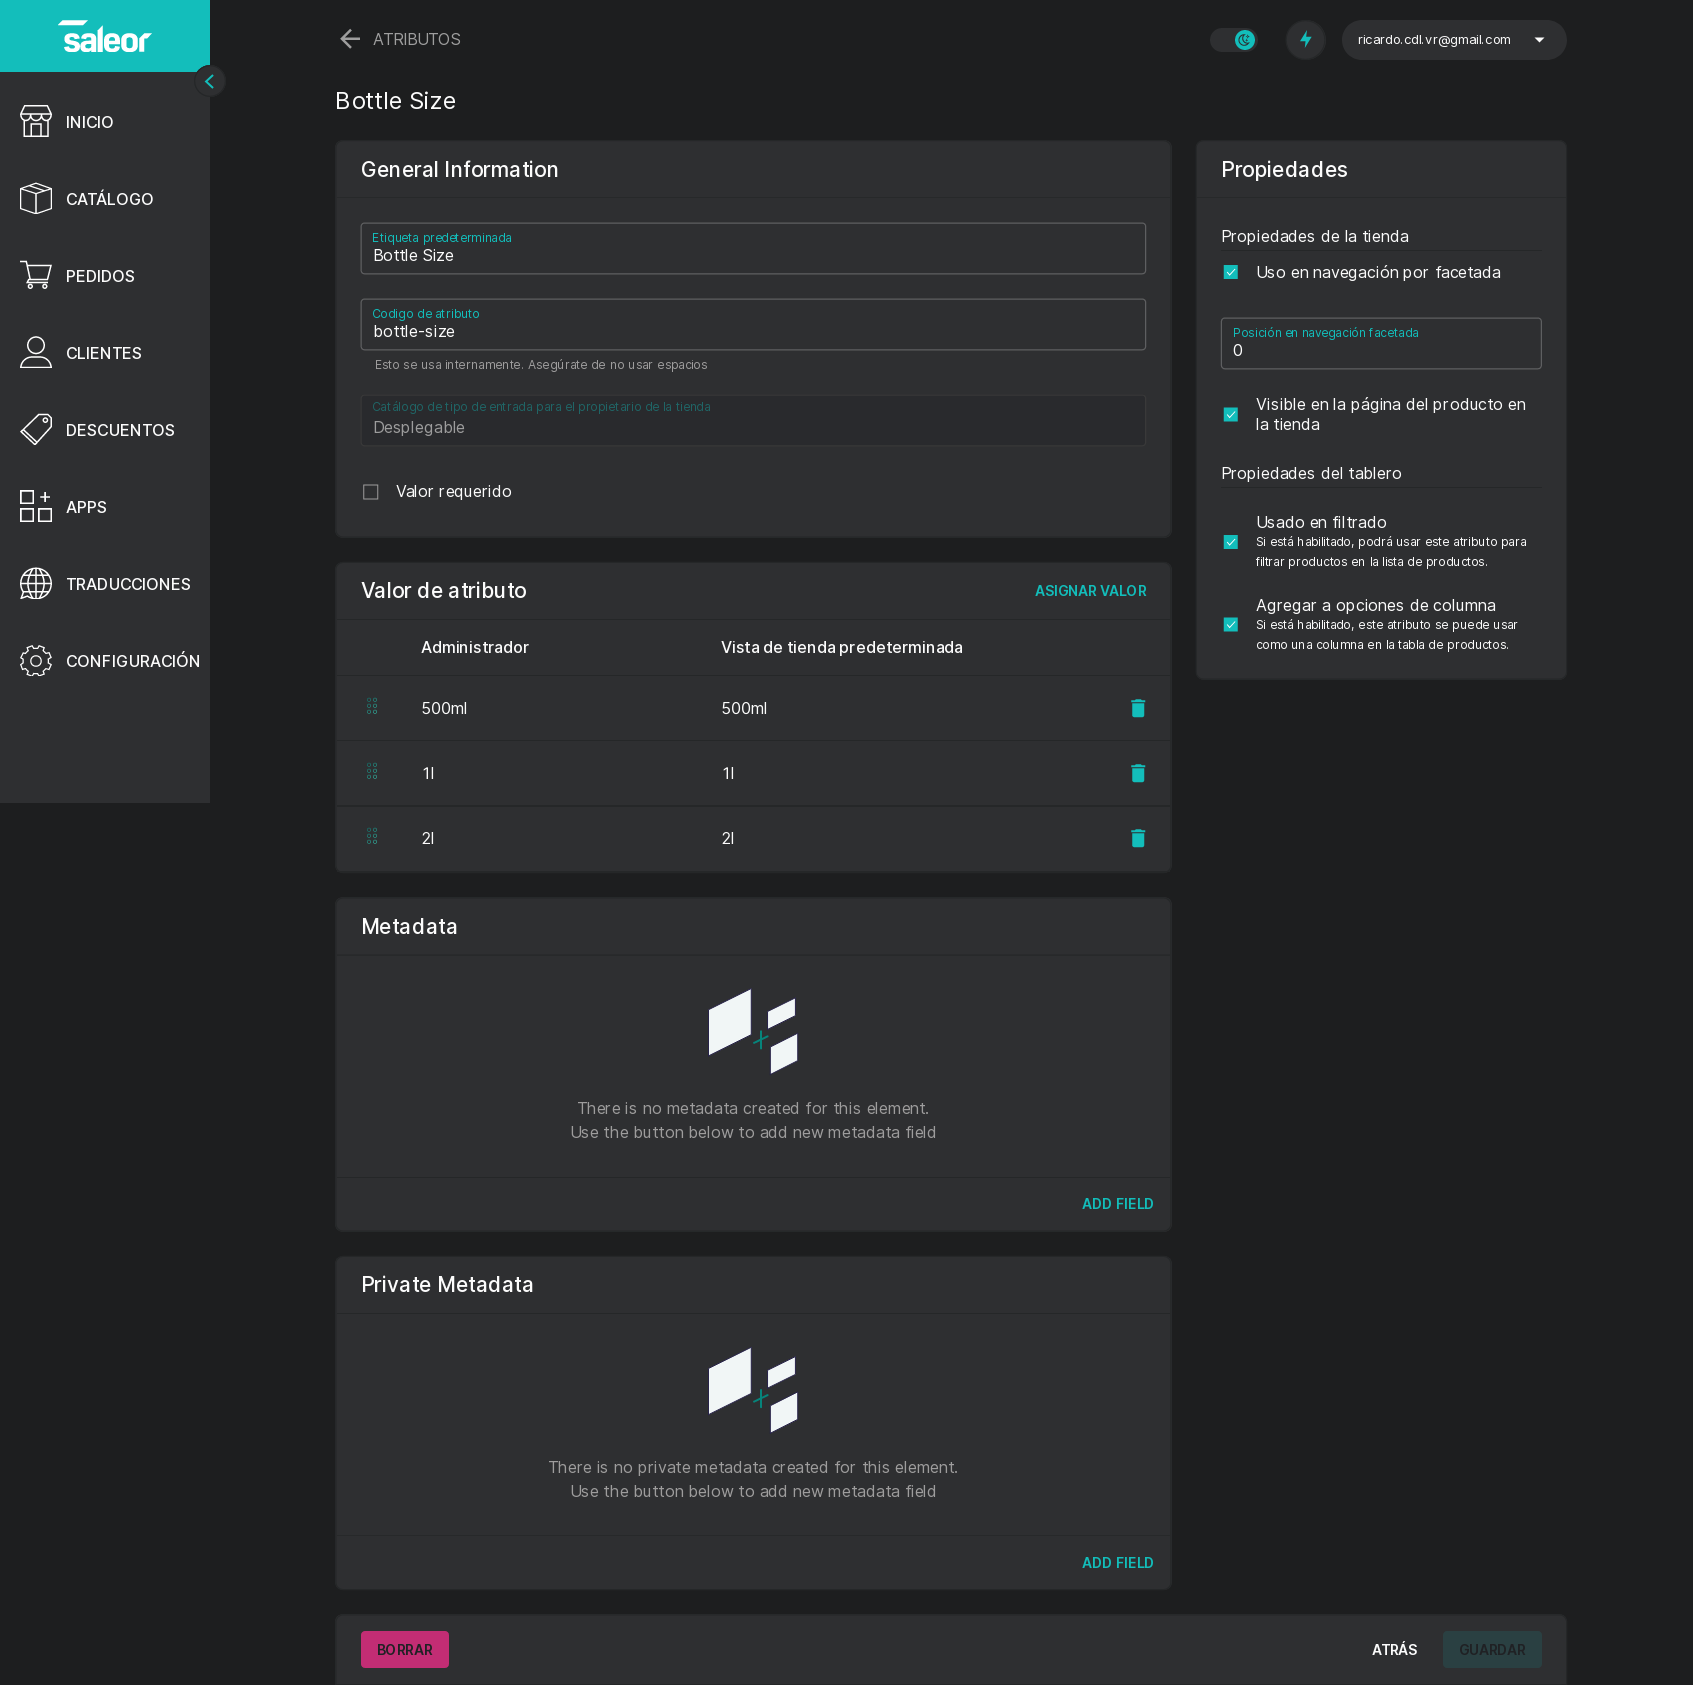 saleor
ATRIBUTOS
ricardo.cdl.vr@gmail.com
INICIO
CATÁLOGO
PEDIDOS
CLIENTES
DESCUENTOS
APPS
TRADUCCIONES
CONFIGURACIÓN
Bottle Size
General Information
Etiqueta predeterminada
Bottle Size
Codigo de atributo
bottle-size
Esto se usa internamente. Asegúrate de no usar espacios
Catálogo de tipo de entrada para el propietario de la tienda
Desplegable
Valor requerido
Valor de atributo
ASIGNAR VALOR
Administrador Vista de tienda predeterminada
500ml 500ml
1l 1l
2l 2l
Metadata
There is no metadata created for this element.
Use the button below to add new metadata field
ADD FIELD
Private Metadata
There is no private metadata created for this element.
Use the button below to add new metadata field
ADD FIELD
Propiedades
Propiedades de la tienda
Uso en navegación por facetada
Posición en navegación facetada
0
Visible en la página del producto en
la tienda
Propiedades del tablero
Usado en filtrado
Si está habilitado, podrá usar este atributo para
filtrar productos en la lista de productos.
Agregar a opciones de columna
Si está habilitado, este atributo se puede usar
como una columna en la tabla de productos.
BORRAR
ATRÁS
GUARDAR